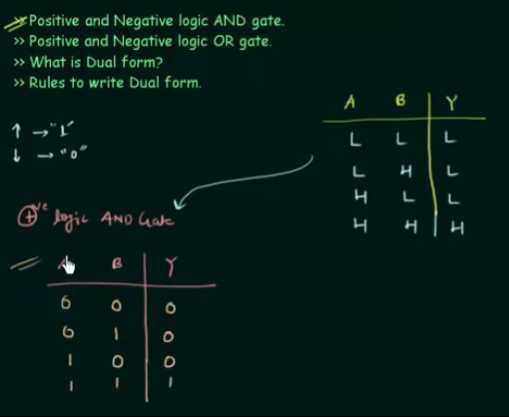 >> Positive and Negative logic AND gate.
>> Positive and Negative logic OR gate.
>> What is Dual form?
>> Rules to write Dual form.
↑ → "1"
↓ → "0"
A B Y
L L L
L H L
H L L
H H H
⊕ve logic AND Gate
A B Y
0 0 0
0 1 0
1 0 0
1 1 1